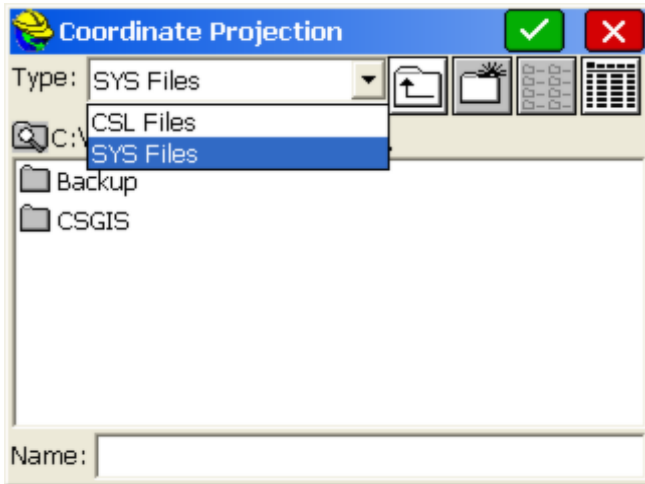 Coordinate Projection
Type: SYS Files
CSL Files
C:\
SYS Files
Backup
CSGIS
Name: